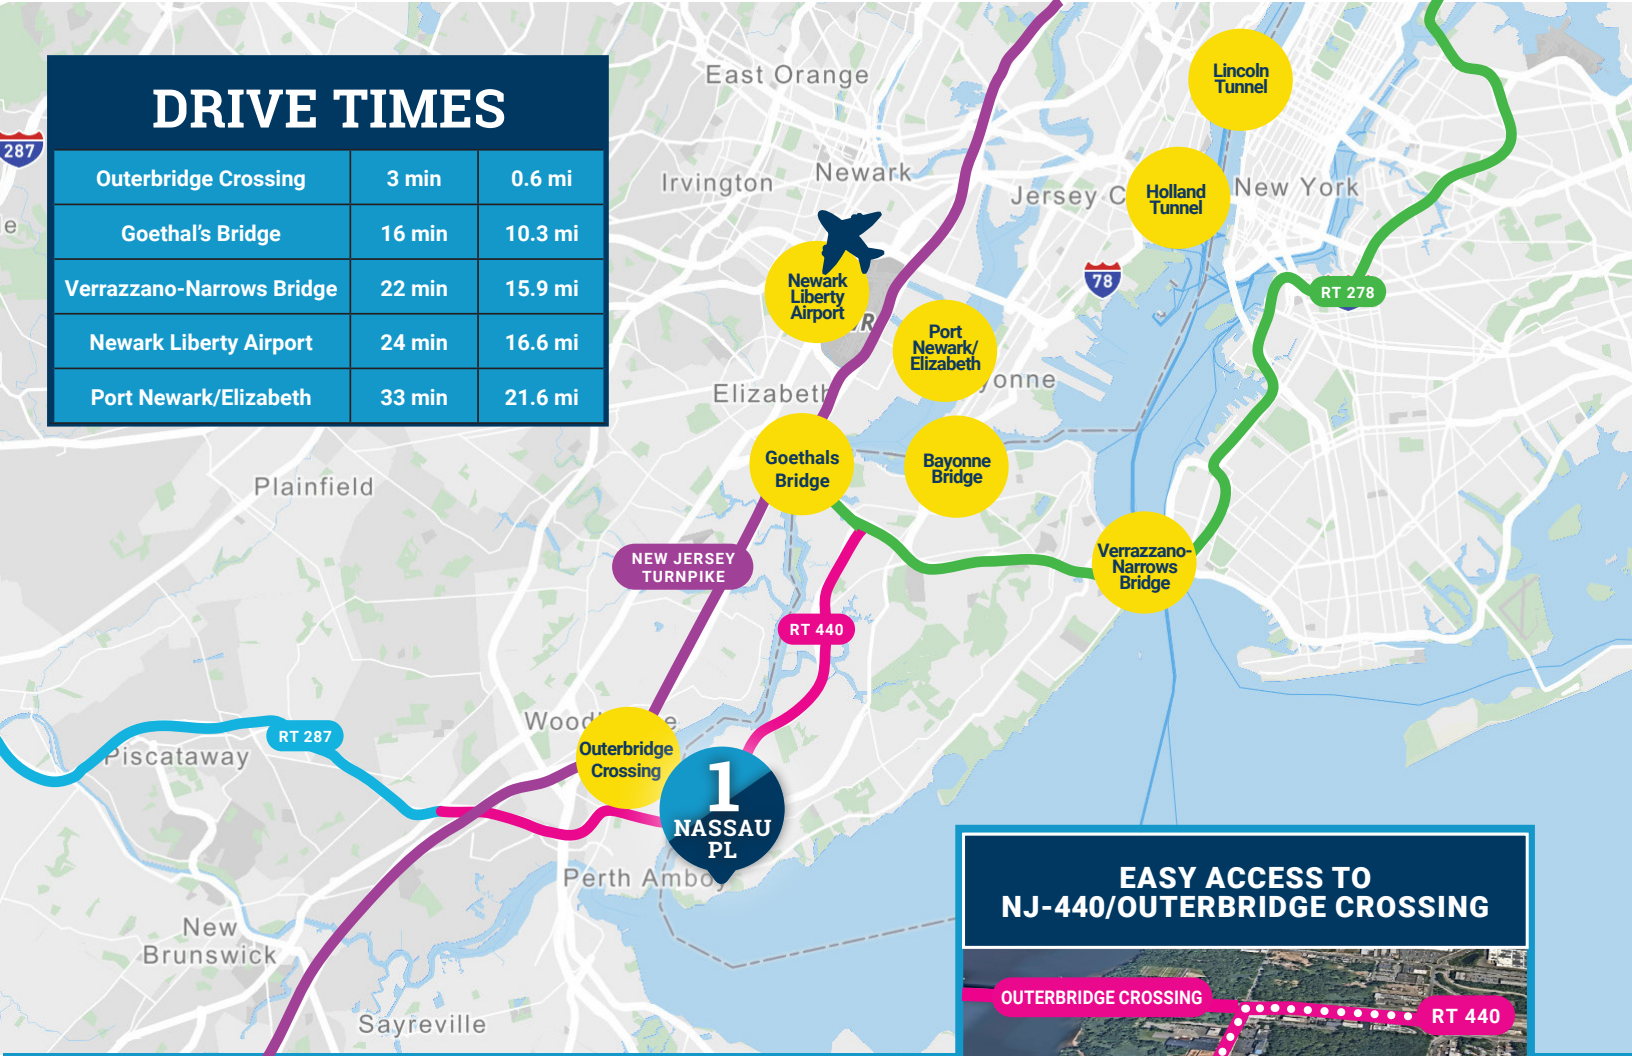 DRIVE TIMES
Outerbridge Crossing 3 min 0.6 mi
Goethal's Bridge 16 min 10.3 mi
Verrazzano-Narrows Bridge 22 min 15.9 mi
Newark Liberty Airport 24 min 16.6 mi
Port Newark/Elizabeth 33 min 21.6 mi
287
East Orange
Irvington
Newark
Jersey C
New York
Lincoln
Tunnel
Holland
Tunnel
78
RT 278
Newark
Liberty
Airport
R
Port
Newark/
Elizabeth
yonne
Elizabeth
Goethals
Bridge
Bayonne
Bridge
Verrazzano-
Narrows
Bridge
Plainfield
NEW JERSEY
TURNPIKE
RT 440
Wood e
Outerbridge
Crossing
RT 287
Piscataway
1
NASSAU
PL
Perth Amboy
New
Brunswick
Sayreville
e
EASY ACCESS TO
NJ-440/OUTERBRIDGE CROSSING
OUTERBRIDGE CROSSING
RT 440